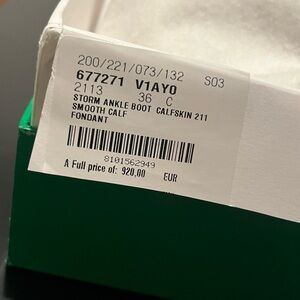 200/221/073/132 S03
677271 V1AY0
2113 36 C
STORM ANKLE BOOT CALFSKIN 211
SMOOTH CALF
FONDANT
8101562949
A Full price of: 920.00 EUR